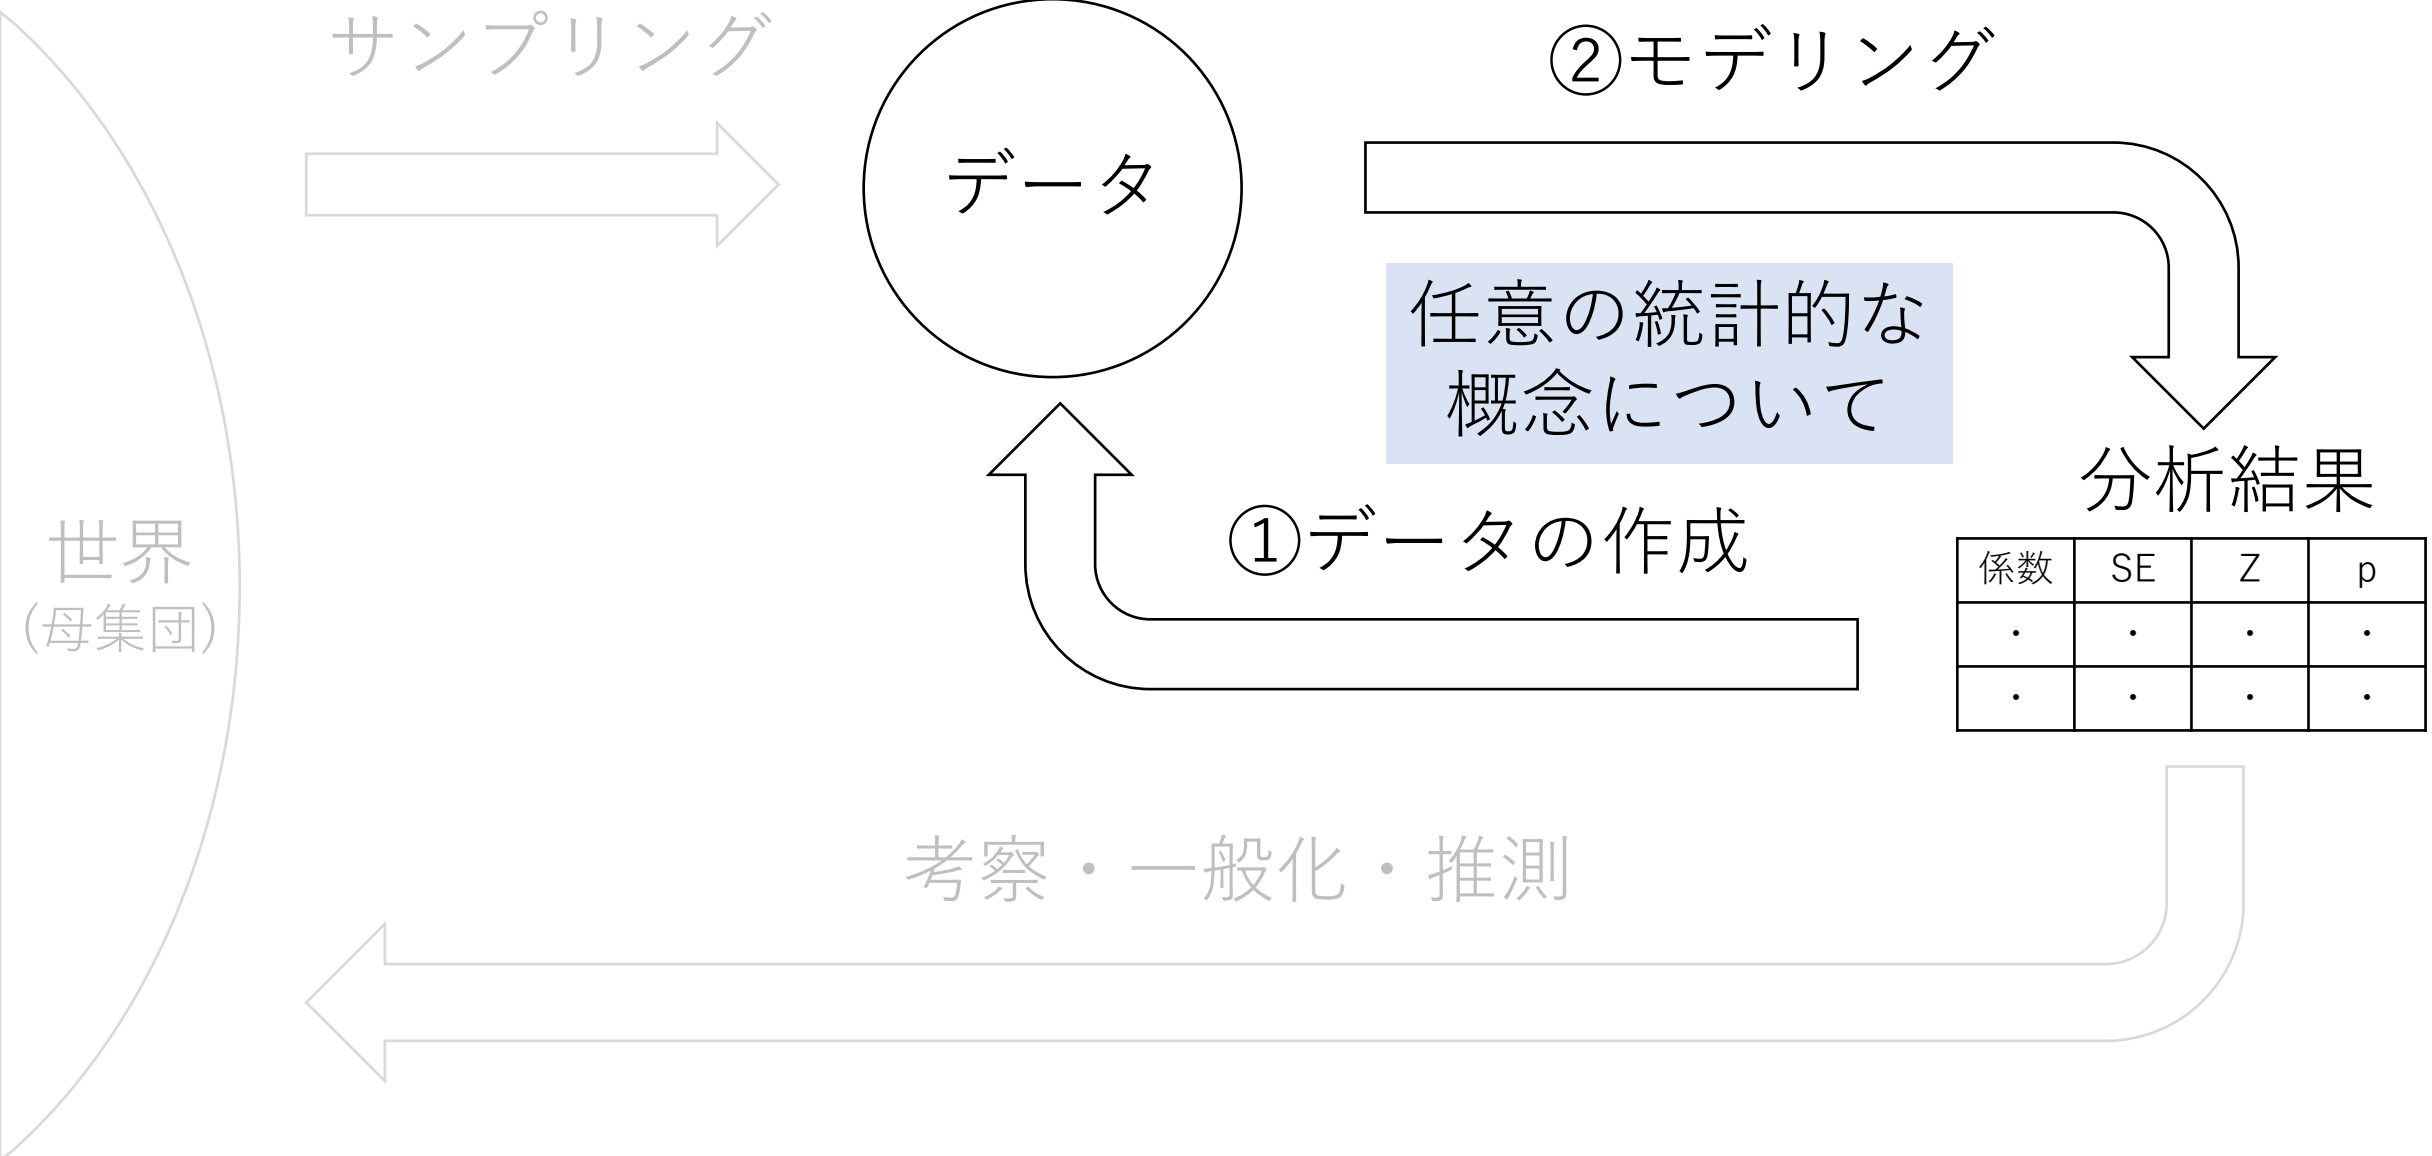 サンプリング
②モデリング
データ
任意の統計的な
概念について
分析結果
①データの作成
世界
(母集団)
係数 SE Z p
・ ・ ・ ・
・ ・ ・ ・
考察・一般化・推測